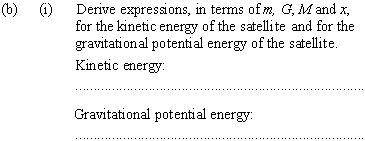 (b) (i) Derive expressions, in terms of m, G, M and x,
for the kinetic energy of the satellite and for the
gravitational potential energy of the satellite.
Kinetic energy:
................................................................................
Gravitational potential energy:
................................................................................